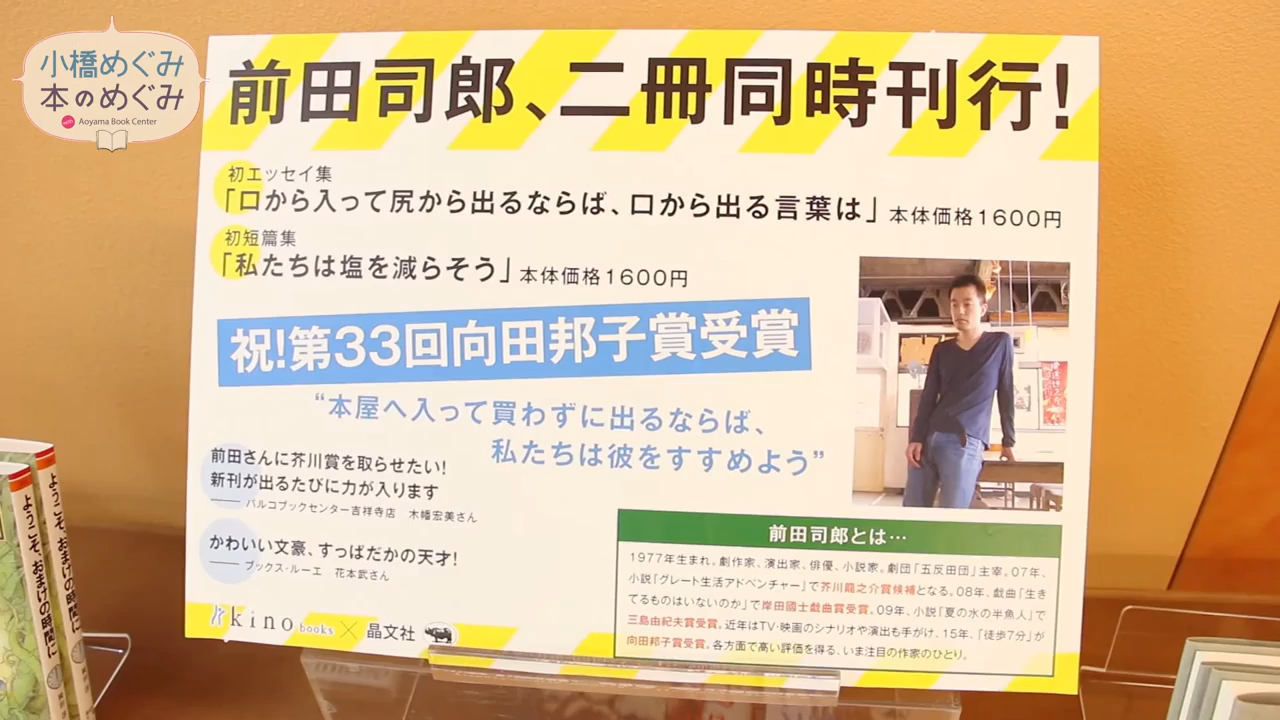 小橋めぐみ
本のめぐみ
with Aoyama Book Center
前田司郎、二冊同時刊行!
初エッセイ集
「口から入って尻から出るならば、口から出る言葉は」本体価格1600円
初短篇集
「私たちは塩を減らそう」本体価格1600円
祝!第33回向田邦子賞受賞
“本屋へ入って買わずに出るならば、
私たちは彼をすすめよう”
前田さんに芥川賞を取らせたい!
新刊が出るたびに力が入ります
―― パルコブックセンター吉祥寺店 木幡宏美さん
かわいい文豪、すっぱだかの天才!
―― ブックス・ルーエ 花本武さん
kino books × 晶文社
前田司郎とは…
1977年生まれ。劇作家、演出家、俳優、小説家。劇団「五反田団」主宰。07年、
小説「グレート生活アドベンチャー」で芥川龍之介賞候補となる。08年、戯曲「生き
てるものはいないのか」で岸田國士戯曲賞受賞。09年、小説「夏の水の半魚人」で
三島由紀夫賞受賞。近年はTV・映画のシナリオや演出も手がけ、15年、「徒歩7分」が
向田邦子賞受賞。各方面で高い評価を得る、いま注目の作家のひとり。
ようこそ、おまけの時間に
ようこそ、おまけの時間に